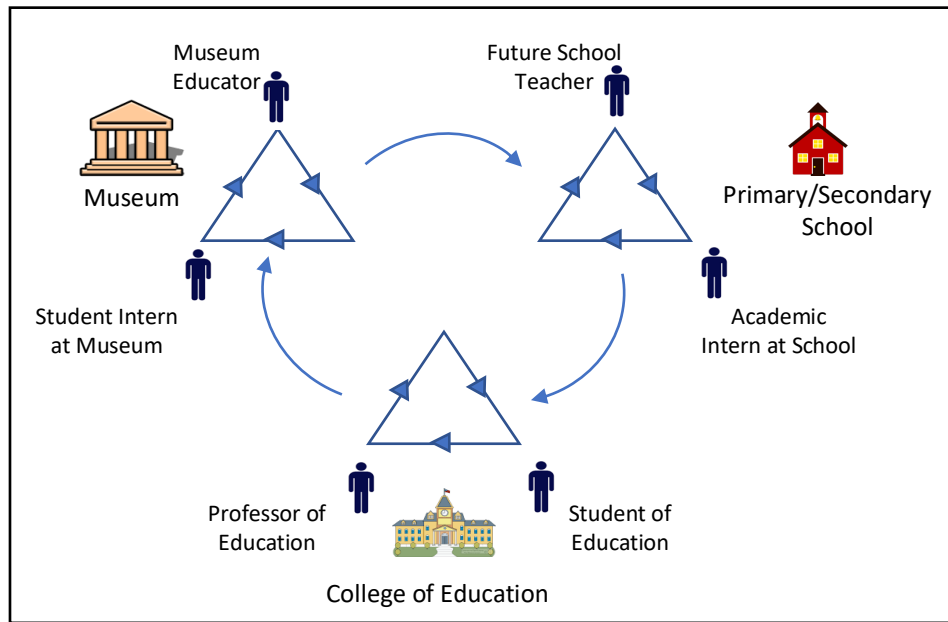 Museum
Educator
Future School
Teacher
Museum
Primary/Secondary
School
Student Intern
at Museum
Academic
Intern at School
Professor of
Education
Student of
Education
College of Education